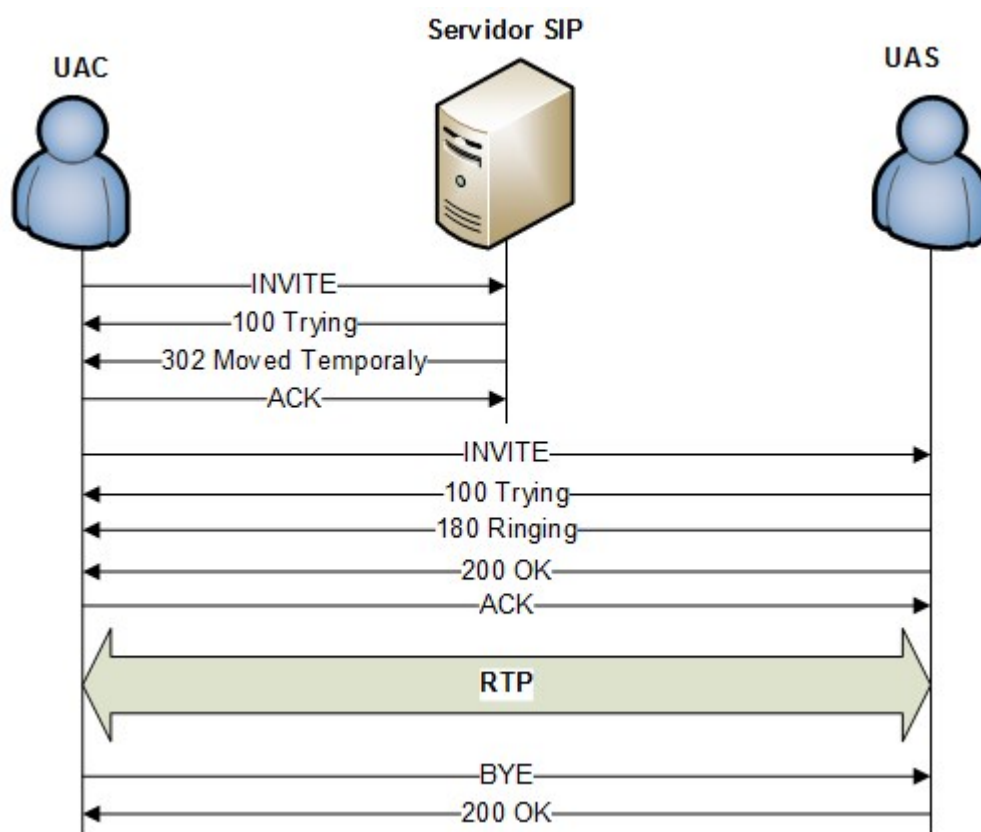 Servidor SIP
UAC
UAS
INVITE
100 Trying
302 Moved Temporaly
ACK
INVITE
100 Trying
180 Ringing
200 OK
ACK
RTP
BYE
200 OK